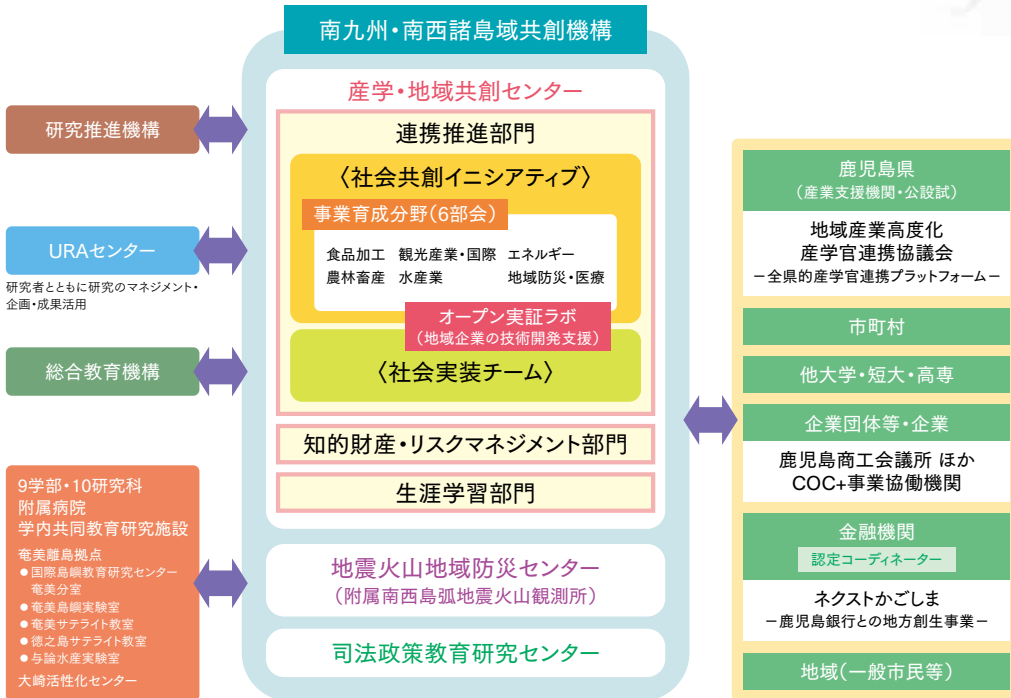 南九州・南西諸島域共創機構
研究推進機構
URAセンター
研究者とともに研究のマネジメント・
企画・成果活用
総合教育機構
9学部・10研究科
附属病院
学内共同教育研究施設
奄美離島拠点
●国際島嶼教育研究センター
奄美分室
●奄美島嶼実験室
●奄美サテライト教室
●徳之島サテライト教室
●与論水産実験室
大崎活性化センター
産学・地域共創センター
連携推進部門
〈社会共創イニシアティブ〉
事業育成分野(6部会)
食品加工 観光産業・国際 エネルギー
農林畜産 水産業 地域防災・医療
オープン実証ラボ
(地域企業の技術開発支援)
〈社会実装チーム〉
知的財産・リスクマネジメント部門
生涯学習部門
地震火山地域防災センター
(附属南西島弧地震火山観測所)
司法政策教育研究センター
鹿児島県
(産業支援機関・公設試)
地域産業高度化
産学官連携協議会
−全県的産学官連携プラットフォーム−
市町村
他大学・短大・高専
企業団体等・企業
鹿児島商工会議所 ほか
COC+事業協働機関
金融機関
認定コーディネーター
ネクストかごしま
−鹿児島銀行との地方創生事業−
地域(一般市民等)